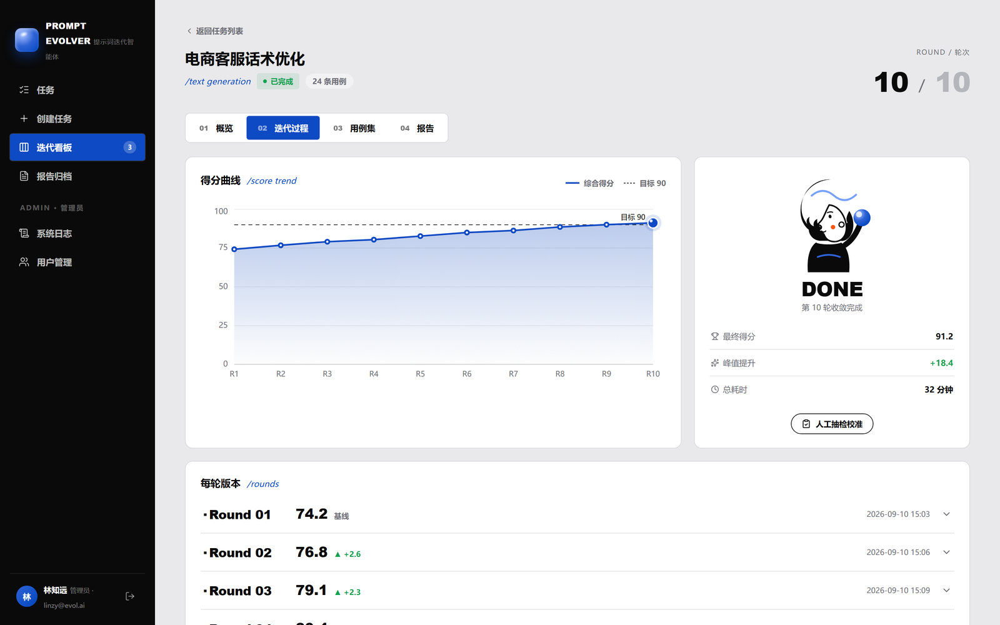 PROMPT
EVOLVER 提示词迭代智
能体
任务
创建任务
迭代看板 3
报告归档
ADMIN • 管理员
系统日志
用户管理
林 林知远 管理员 ·
linzy@evol.ai
返回任务列表
电商客服话术优化
/text generation 已完成 24 条用例
ROUND / 轮次
10 / 10
01 概览 02 迭代过程 03 用例集 04 报告
得分曲线 /score trend
综合得分 目标 90
目标 90
100
75
50
25
0
R1 R2 R3 R4 R5 R6 R7 R8 R9 R10
DONE
第 10 轮收敛完成
最终得分 91.2
峰值提升 +18.4
总耗时 32 分钟
人工抽检校准
每轮版本 /rounds
Round 01 74.2 基线 2026-09-10 15:03
Round 02 76.8 ▲ +2.6 2026-09-10 15:06
Round 03 79.1 ▲ +2.3 2026-09-10 15:09